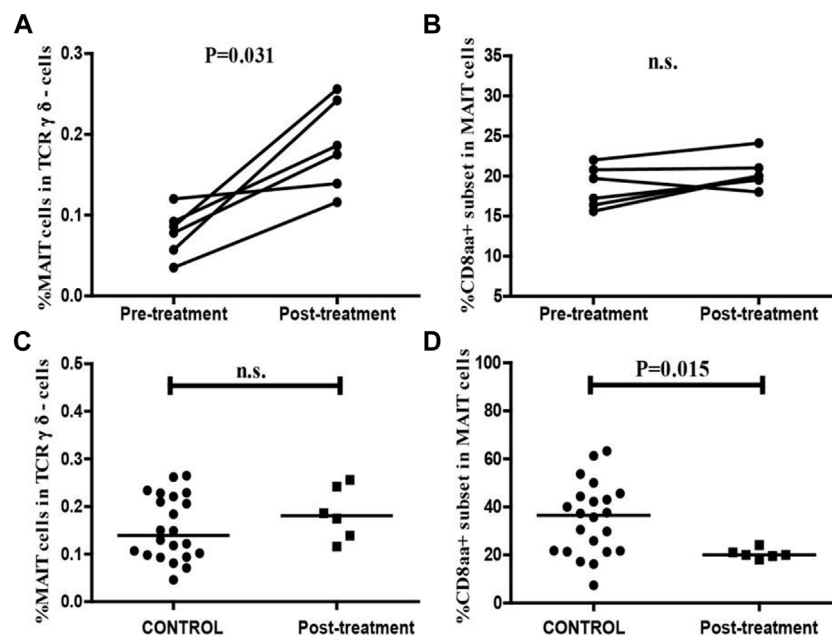 A
P=0.031
%MAIT cells in TCR γ δ - cells
0.3
0.2
0.1
0.0
Pre-treatment
Post-treatment
B
n.s.
%CD8aa+ subset in MAIT cells
35
30
25
20
15
10
5
Pre-treatment
Post-treatment
C
n.s.
%MAIT cells in TCR γ δ - cells
0.5
0.4
0.3
0.2
0.1
0.0
CONTROL
Post-treatment
D
P=0.015
%CD8aa+ subset in MAIT cells
100
80
60
40
20
0
CONTROL
Post-treatment